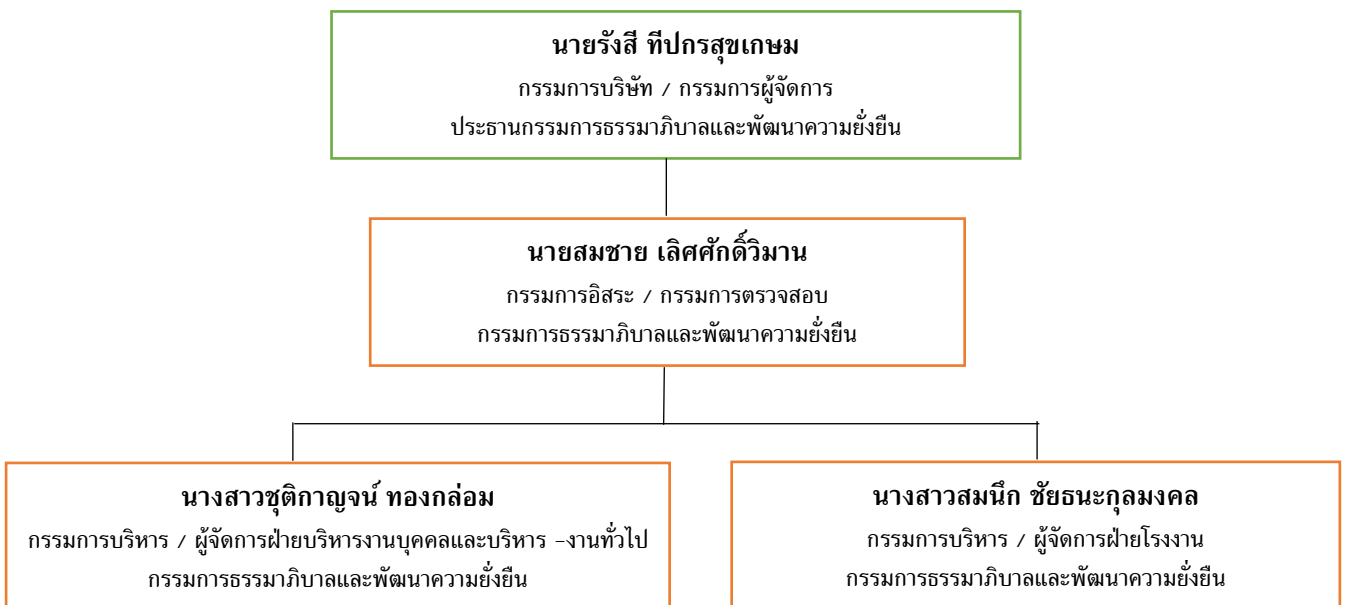 นายรังสี ทีปกรสุขเกษม
กรรมการบริษัท / กรรมการผู้จัดการ
ประธานกรรมการธรรมาภิบาลและพัฒนาความยั่งยืน
นายสมชาย เลิศศักดิ์วิมาน
กรรมการอิสระ / กรรมการตรวจสอบ
กรรมการธรรมาภิบาลและพัฒนาความยั่งยืน
นางสาวชุติกาญจน์ ทองกล่อม
กรรมการบริหาร / ผู้จัดการฝ่ายบริหารงานบุคคลและบริหาร -งานทั่วไป
กรรมการธรรมาภิบาลและพัฒนาความยั่งยืน
นางสาวสมนึก ชัยธนะกุลมงคล
กรรมการบริหาร / ผู้จัดการฝ่ายโรงงาน
กรรมการธรรมาภิบาลและพัฒนาความยั่งยืน